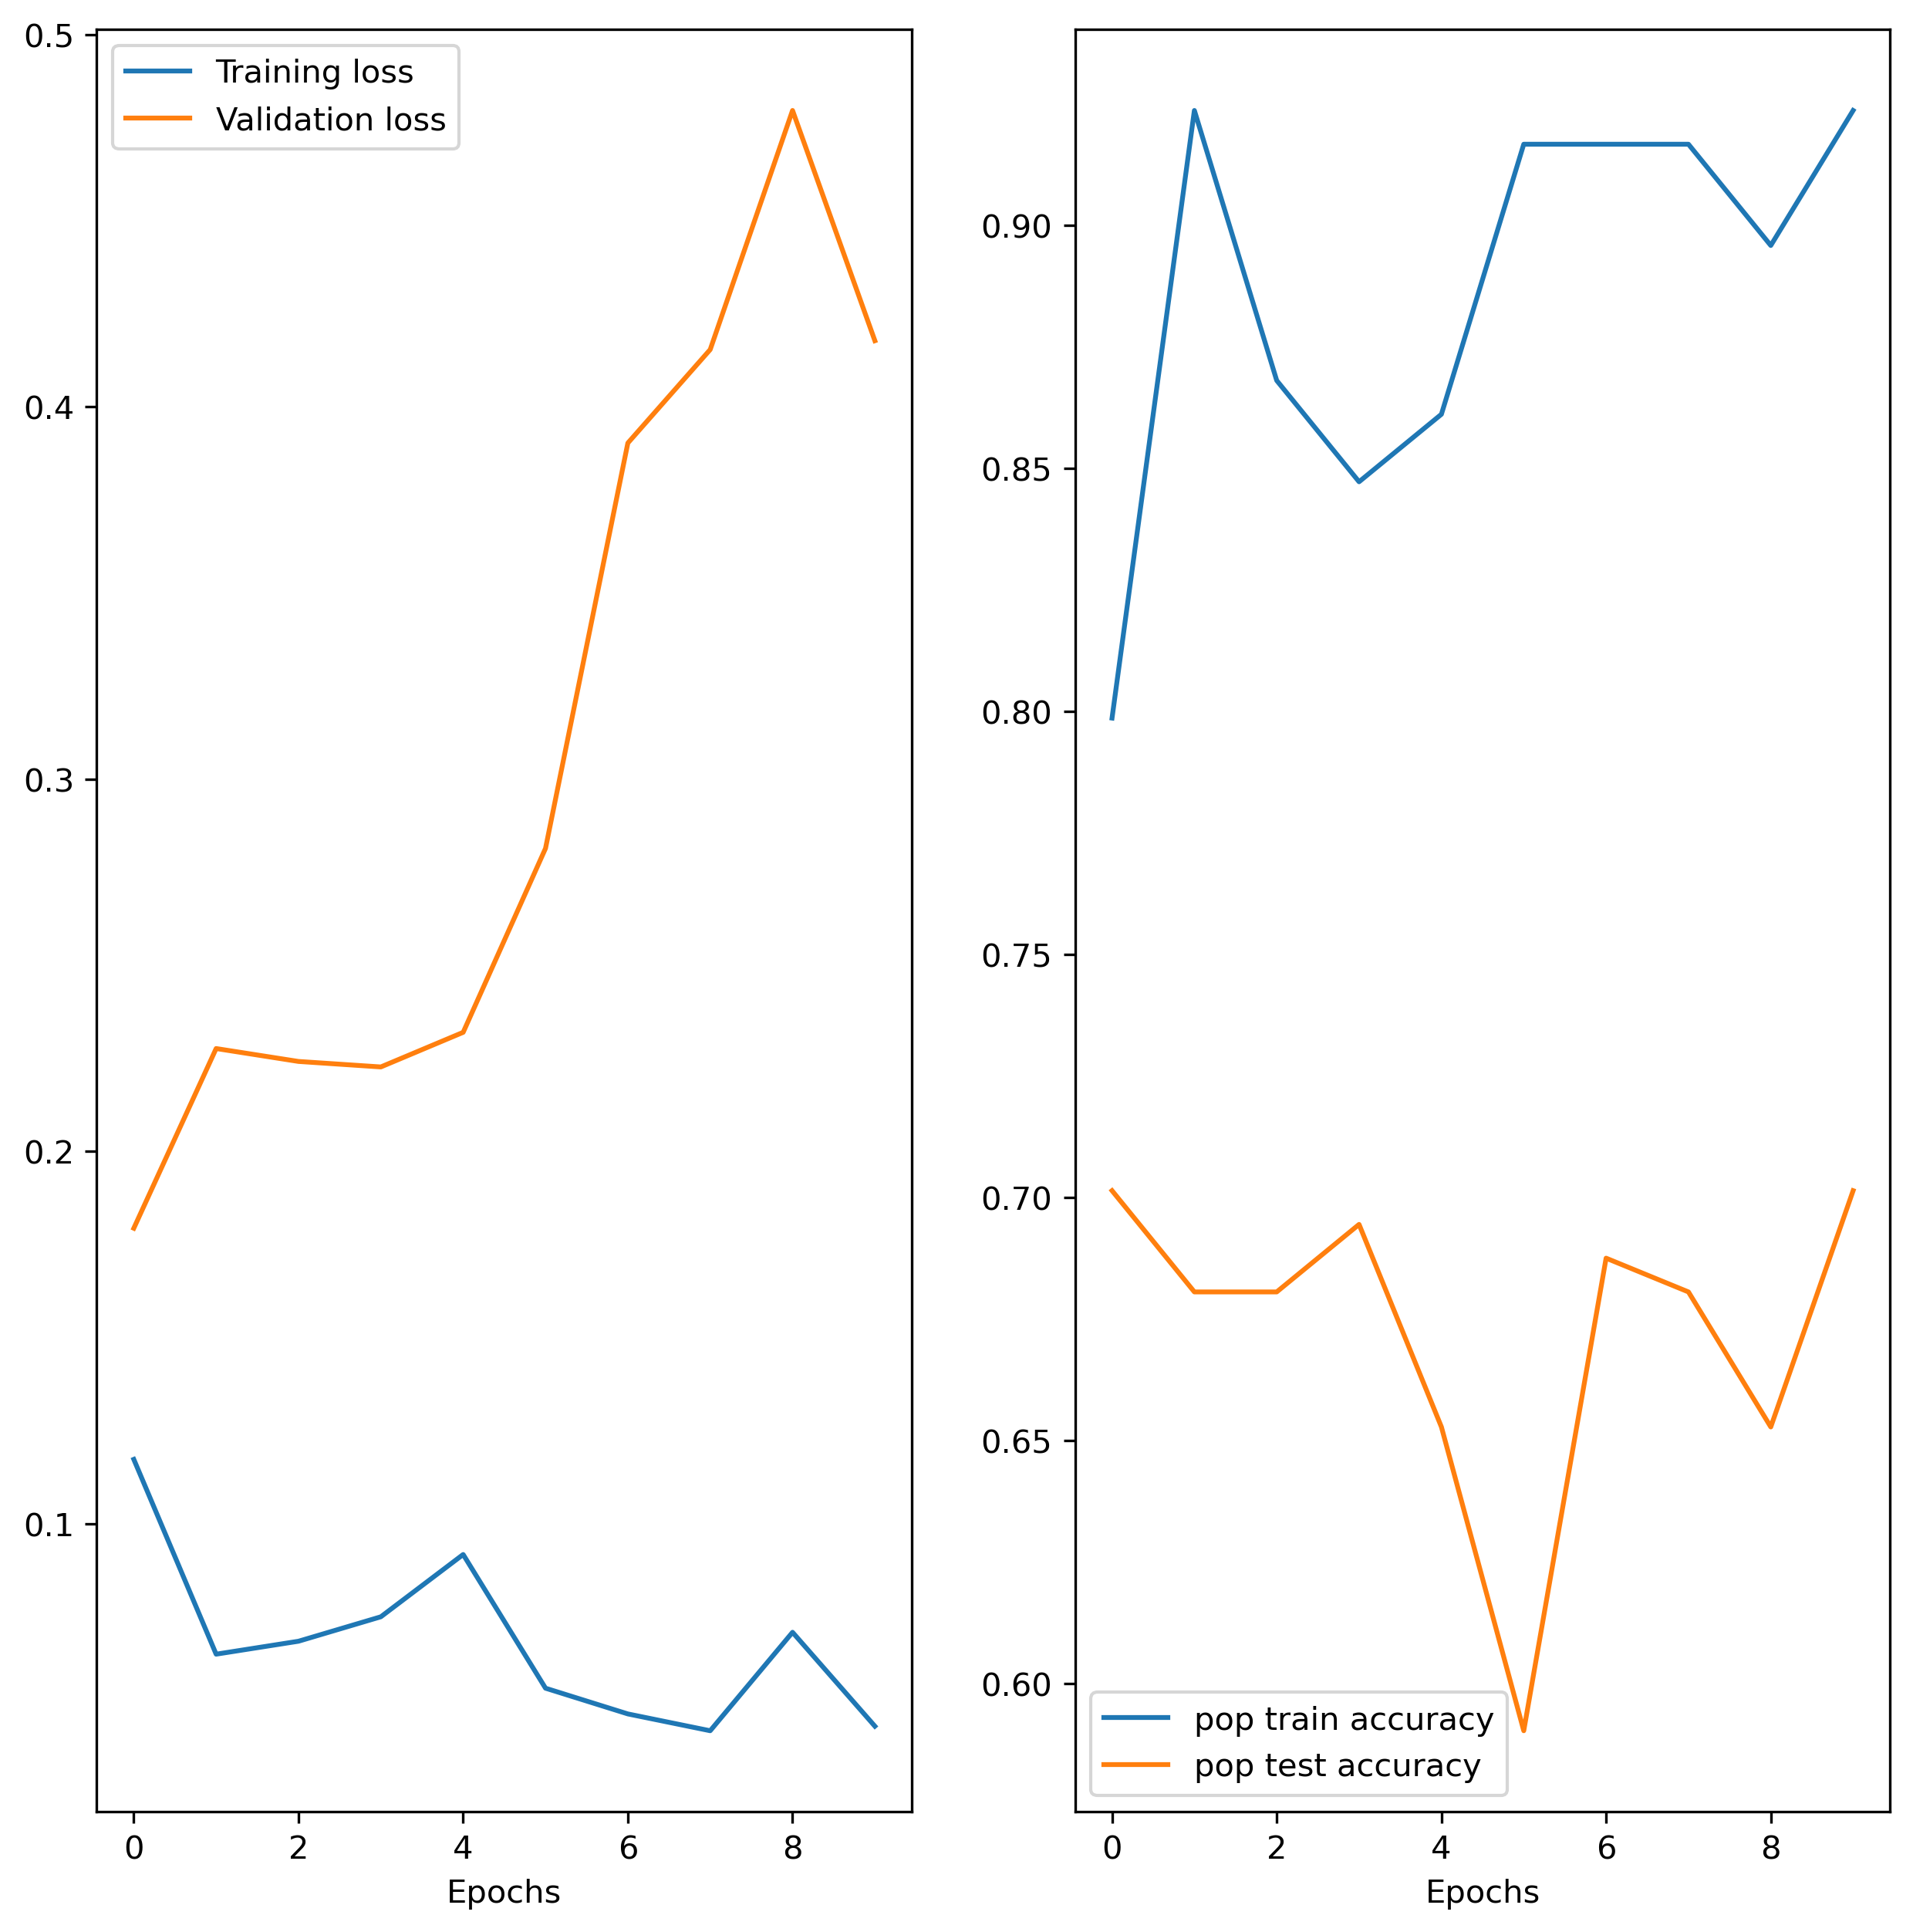 0.5
0.4
0.3
0.2
0.1
0 2 4 6 8
Epochs
Training loss
Validation loss
0.90
0.85
0.80
0.75
0.70
0.65
0.60
0 2 4 6 8
Epochs
pop train accuracy
pop test accuracy